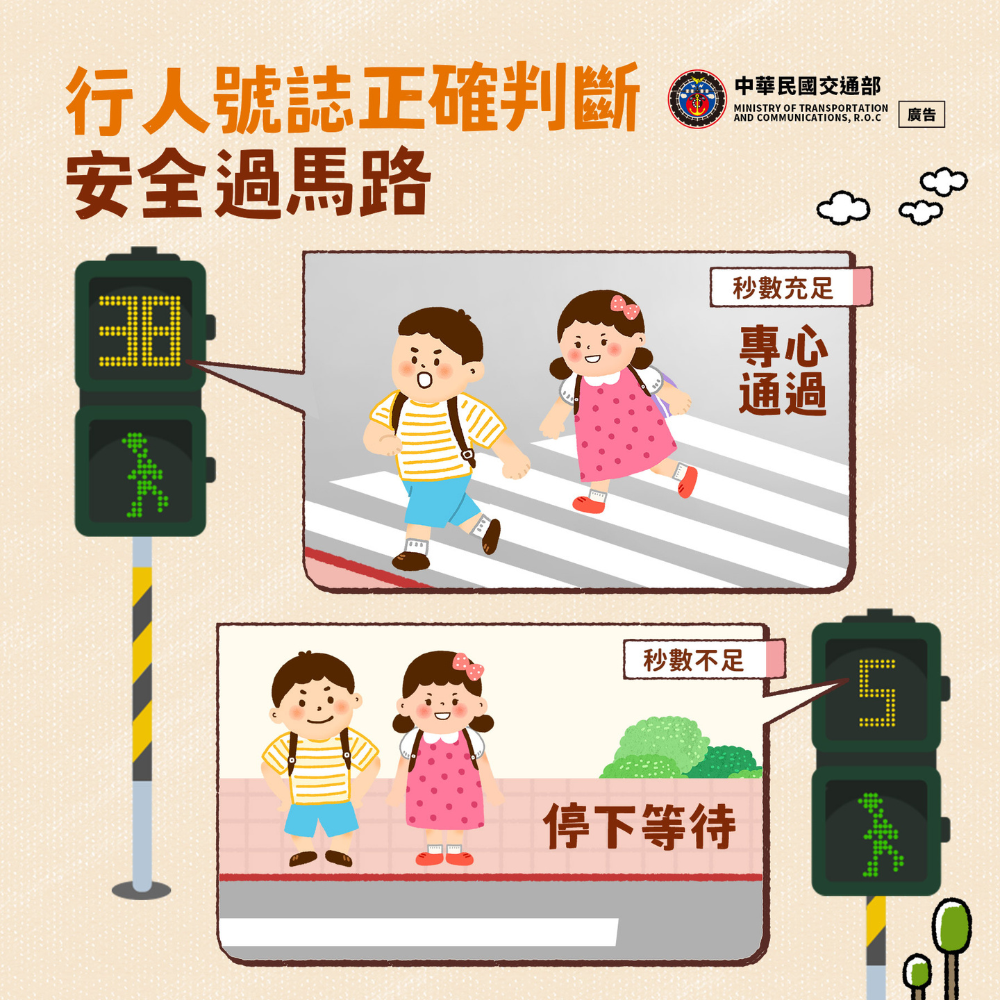 行人號誌正確判斷
安全過馬路
中華民國交通部
MINISTRY OF TRANSPORTATION
AND COMMUNICATIONS, R.O.C
廣告
38
秒數充足
專心
通過
秒數不足
5
停下等待